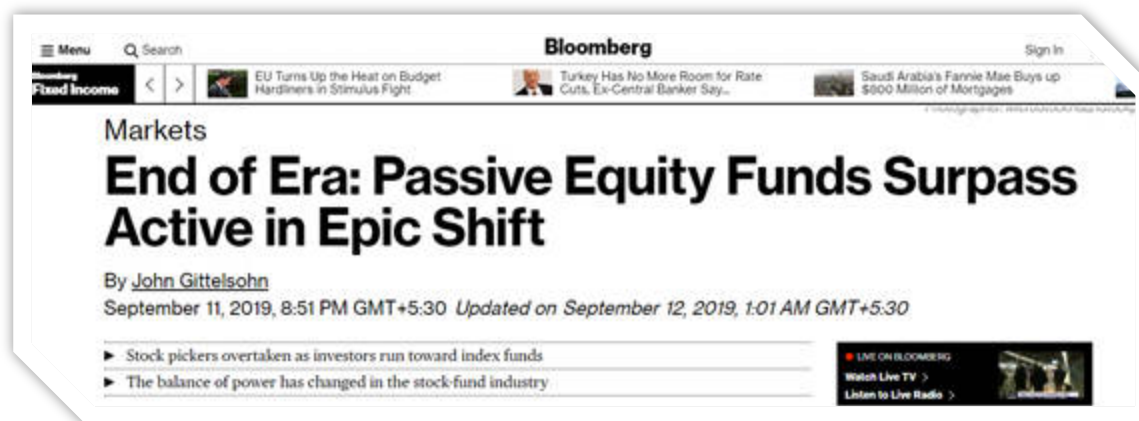 Menu
Search
Bloomberg
Sign In
Bloomberg
Fixed Income
EU Turns Up the Heat on Budget
Hardliners in Stimulus Fight
Turkey Has No More Room for Rate
Cuts, Ex-Central Banker Say...
Saudi Arabia's Fannie Mae Buys up
$800 Million of Mortgages
Markets
End of Era: Passive Equity Funds Surpass
Active in Epic Shift
By John Gittelsohn
September 11, 2019, 8:51 PM GMT+5:30 Updated on September 12, 2019, 1:01 AM GMT+5:30
Stock pickers overtaken as investors run toward index funds
The balance of power has changed in the stock-fund industry
LIVE ON BLOOMBERG
Watch Live TV
Listen to Live Radio